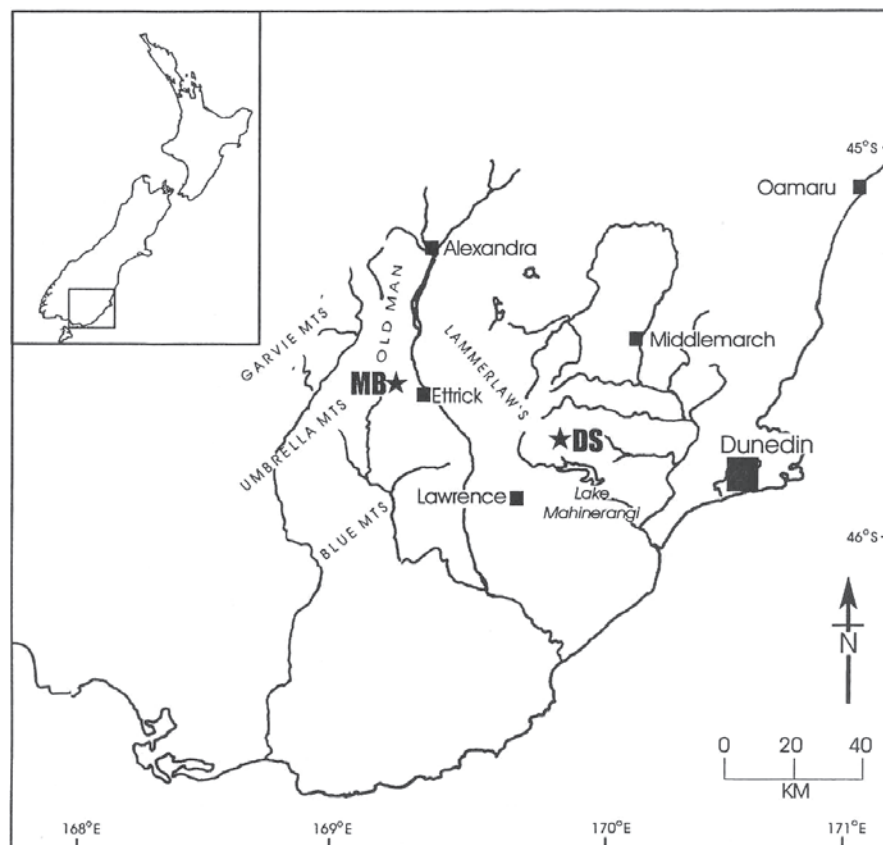 45°S
Oamaru
Alexandra
OLD MAN
GARVIE MTS
LAMMERLAW'S
Middlemarch
MB
Ettrick
UMBRELLA MTS
DS
Dunedin
Lawrence
Lake
Mahinerangi
BLUE MTS
46°S
N
0 20 40
KM
168°E 169°E 170°E 171°E